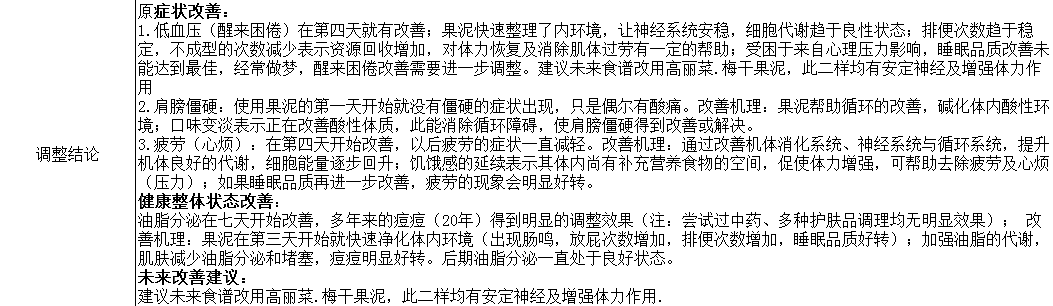 调整结论
原症状改善：
1.低血压（醒来困倦）在第四天就有改善；果泥快速整理了内环境，让神经系统安稳，细胞代谢趋于良性状态；排便次数趋于稳
定，不成型的次数减少表示资源回收增加，对体力恢复及消除肌体过劳有一定的帮助；受困于来自心理压力影响，睡眠品质改善未
能达到最佳，经常做梦，醒来困倦改善需要进一步调整。建议未来食谱改用高丽菜.梅干果泥，此二样均有安定神经及增强体力作
用
2.肩膀僵硬：使用果泥的第一天开始就没有僵硬的症状出现，只是偶尔有酸痛。改善机理：果泥帮助循环的改善，碱化体内酸性环
境；口味变淡表示正在改善酸性体质，此能消除循环障碍，使肩膀僵硬得到改善或解决。
3.疲劳（心烦）：在第四天开始改善，以后疲劳的症状一直减轻。改善机理：通过改善机体消化系统、神经系统与循环系统，提升
机体良好的代谢，细胞能量逐步回升；饥饿感的延续表示其体内尚有补充营养食物的空间，促使体力增强，可帮助去除疲劳及心烦
（压力）；如果睡眠品质再进一步改善，疲劳的现象会明显好转。
健康整体状态改善：
油脂分泌在七天开始改善，多年来的痘痘（20年）得到明显的调整效果（注：尝试过中药、多种护肤品调理均无明显效果）； 改
善机理：果泥在第三天开始就快速净化体内环境（出现肠鸣，放屁次数增加，排便次数增加，睡眠品质好转）；加强油脂的代谢，
肌肤减少油脂分泌和堵塞，痘痘明显好转。后期油脂分泌一直处于良好状态。
未来改善建议：
建议未来食谱改用高丽菜.梅干果泥，此二样均有安定神经及增强体力作用.